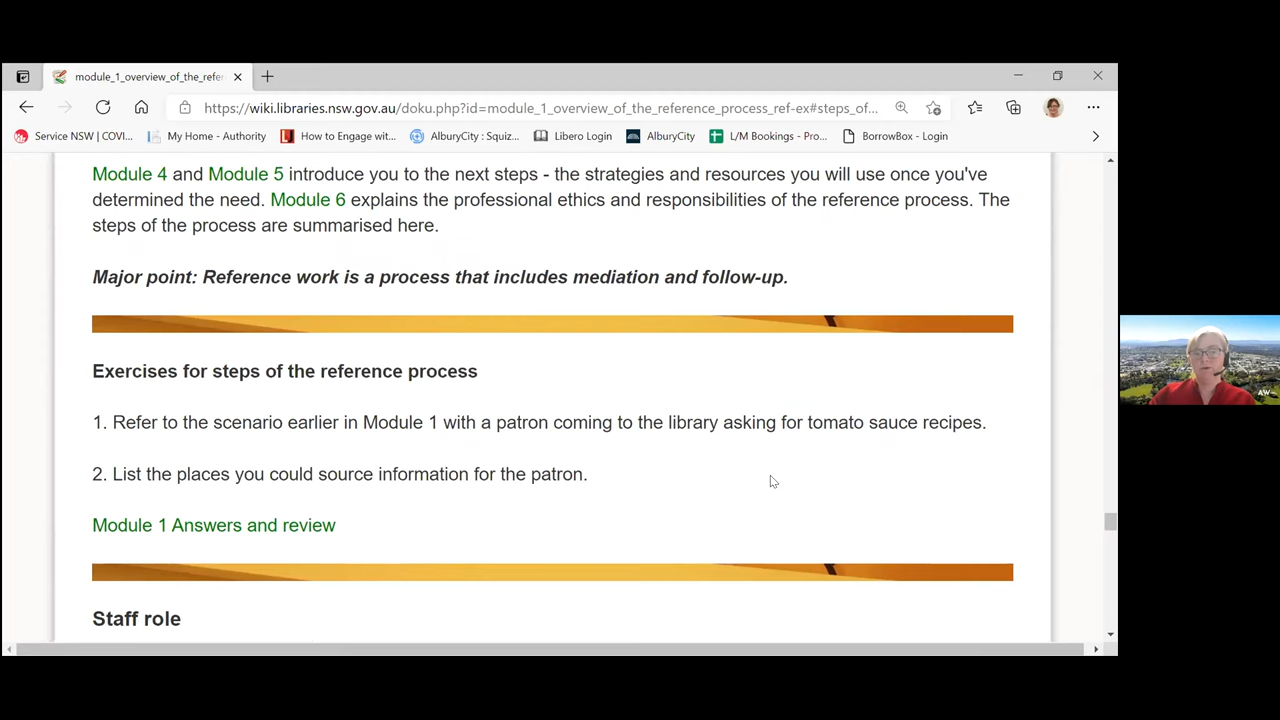 module_1_overview_of_the_refer
https://wiki.libraries.nsw.gov.au/doku.php?id=module_1_overview_of_the_reference_process_ref-ex#steps_of...
Service NSW | COVI...
My Home - Authority
How to Engage wit...
AlburyCity : Squiz...
Libero Login
AlburyCity
L/M Bookings - Pro...
BorrowBox - Login
Module 4 and Module 5 introduce you to the next steps - the strategies and resources you will use once you've
determined the need. Module 6 explains the professional ethics and responsibilities of the reference process. The
steps of the process are summarised here.
Major point: Reference work is a process that includes mediation and follow-up.
Exercises for steps of the reference process
1. Refer to the scenario earlier in Module 1 with a patron coming to the library asking for tomato sauce recipes.
2. List the places you could source information for the patron.
Module 1 Answers and review
Staff role
AW